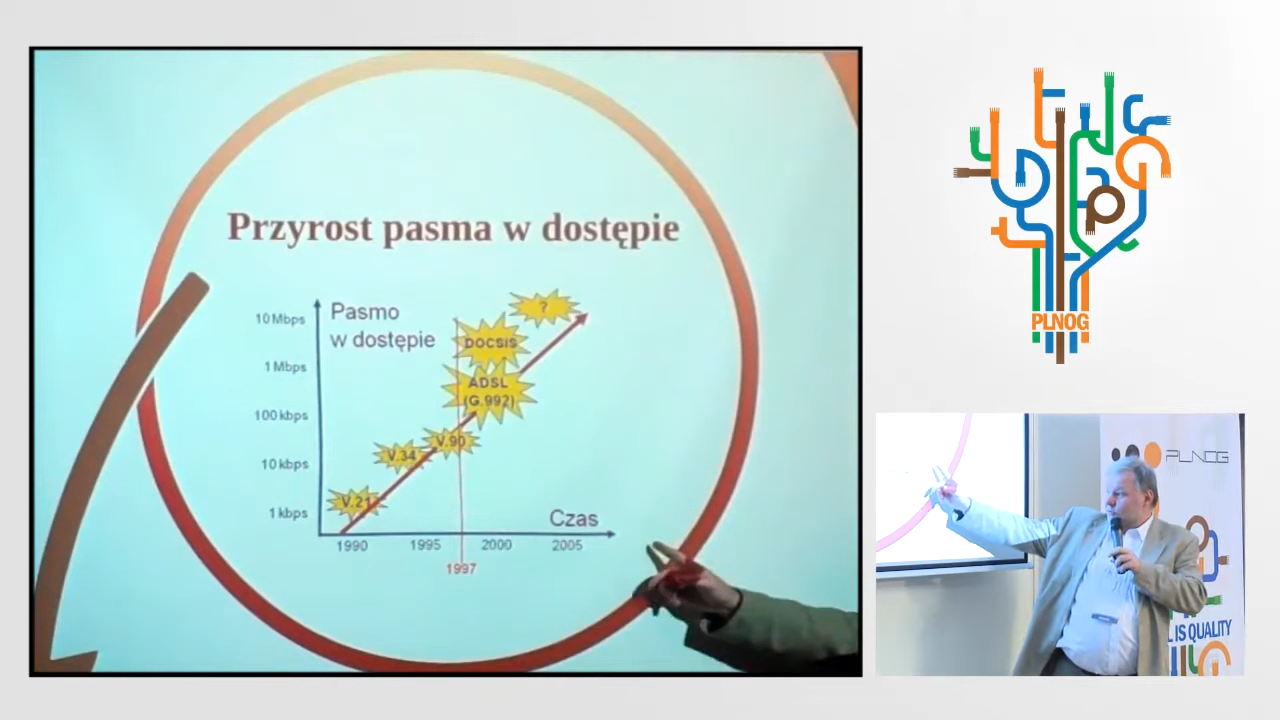 Przyrost pasma w dostępie
Pasmo
w dostępie
10 Mbps
1 Mbps
100 kbps
10 kbps
1 kbps
?
DOCSIS
ADSL
(G.992)
V.90
V.34
V.21
Czas
1990
1995
2000
2005
1997
PLNOG
PLNOG
L IS QUALITY